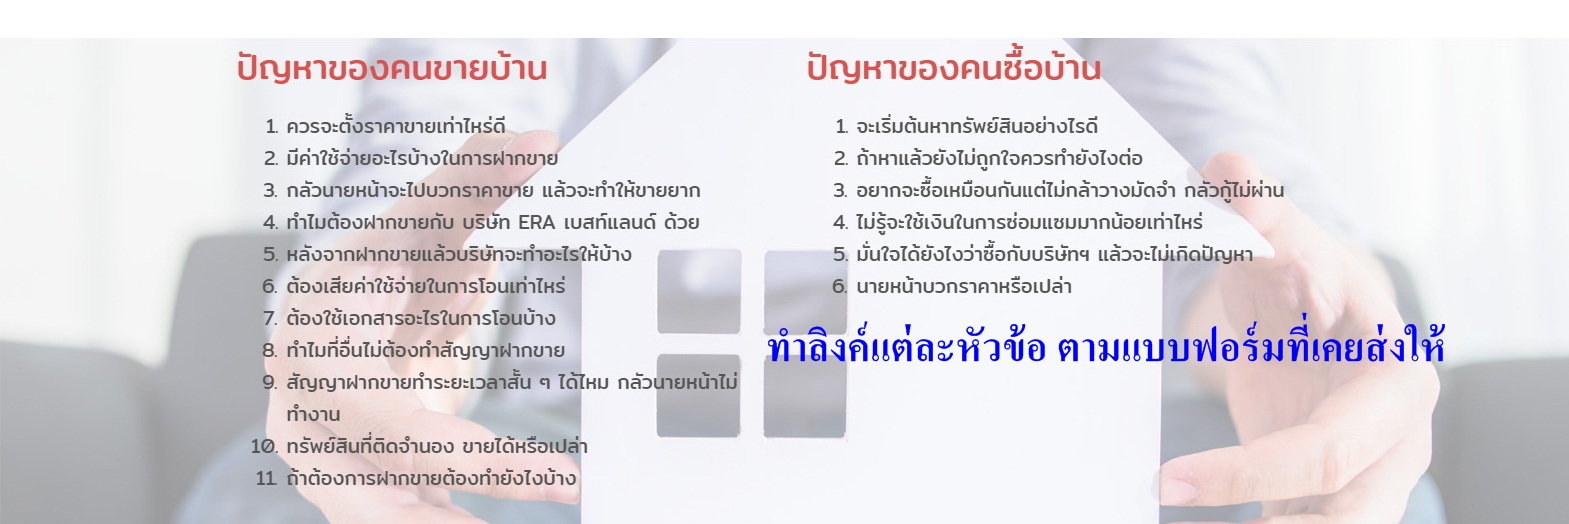 ปัญหาของคนขายบ้าน
1. ควรจะตั้งราคาขายเท่าไหร่ดี
2. มีค่าใช้จ่ายอะไรบ้างในการฝากขาย
3. กลัวนายหน้าจะไปบวกราคาขาย แล้วจะทำให้ขายยาก
4. ทำไมต้องฝากขายกับ บริษัท ERA เบสท์แลนด์ ด้วย
5. หลังจากฝากขายแล้วบริษัทจะทำอะไรให้บ้าง
6. ต้องเสียค่าใช้จ่ายในการโอนเท่าไหร่
7. ต้องใช้เอกสารอะไรในการโอนบ้าง
8. ทำไมที่อื่นไม่ต้องทำสัญญาฝากขาย
9. สัญญาฝากขายทำระยะเวลาสั้น ๆ ได้ไหม กลัวนายหน้าไม่
ทำงาน
10. ทรัพย์สินที่ติดจำนอง ขายได้หรือเปล่า
11. ถ้าต้องการฝากขายต้องทำยังไงบ้าง
ปัญหาของคนซื้อบ้าน
1. จะเริ่มต้นหาทรัพย์สินอย่างไรดี
2. ถ้าหาแล้วยังไม่ถูกใจควรทำยังไงต่อ
3. อยากจะซื้อเหมือนกันแต่ไม่กล้าวางมัดจำ กลัวกู้ไม่ผ่าน
4. ไม่รู้จะใช้เงินในการซ่อมแซมมากน้อยเท่าไหร่
5. มั่นใจได้ยังไงว่าซื้อกับบริษัทฯ แล้วจะไม่เกิดปัญหา
6. นายหน้าบวกราคาหรือเปล่า
ทำลิงค์แต่ละหัวข้อ ตามแบบฟอร์มที่เคยส่งให้